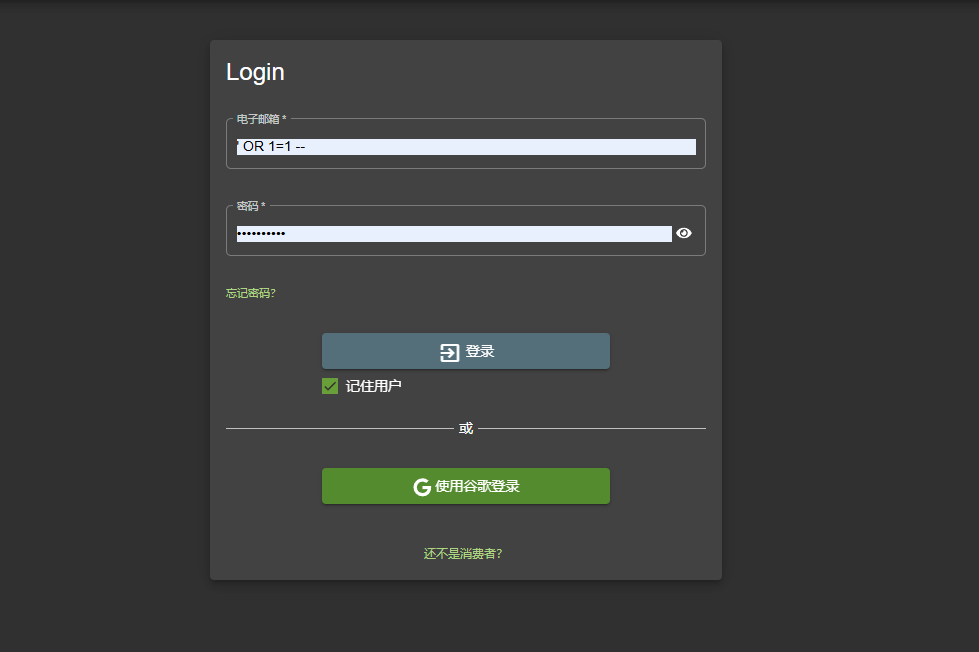 Login
电子邮箱 *
' OR 1=1 --
密码 *
••••••••••
忘记密码?
登录
记住用户
或
使用谷歌登录
还不是消费者?